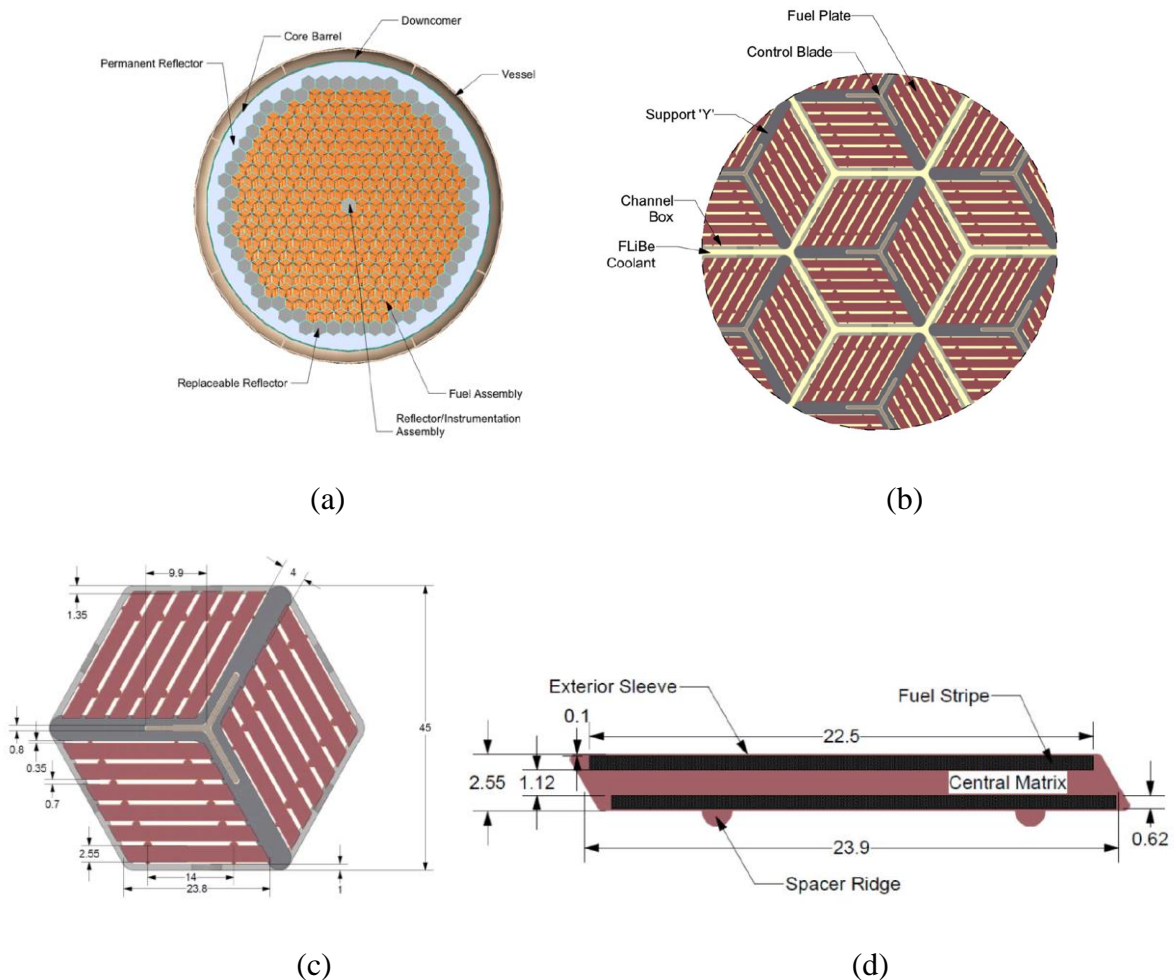 Downcomer
Core Barrel
Permanent Reflector
Vessel
Replaceable Reflector
Fuel Assembly
Reflector/Instrumentation
Assembly
(a)
Fuel Plate
Control Blade
Support 'Y'
Channel
Box
FLiBe
Coolant
(b)
9.9
4
1.35
45
0.8
0.35
0.7
2.55
14
23.8
1
(c)
Exterior Sleeve
Fuel Stripe
0.1
22.5
2.55
1.12
Central Matrix
0.62
23.9
Spacer Ridge
(d)